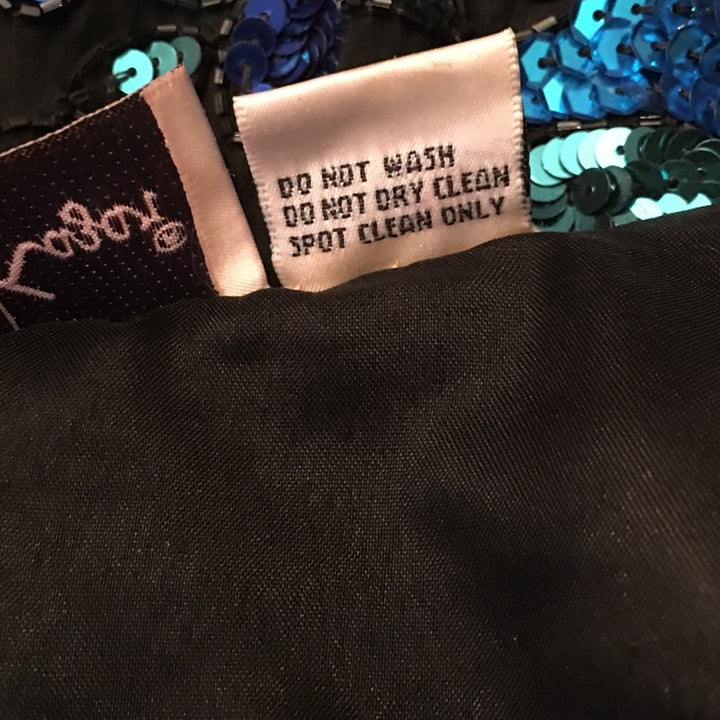 DO NOT WASH
DO NOT DRY CLEAN
SPOT CLEAN ONLY